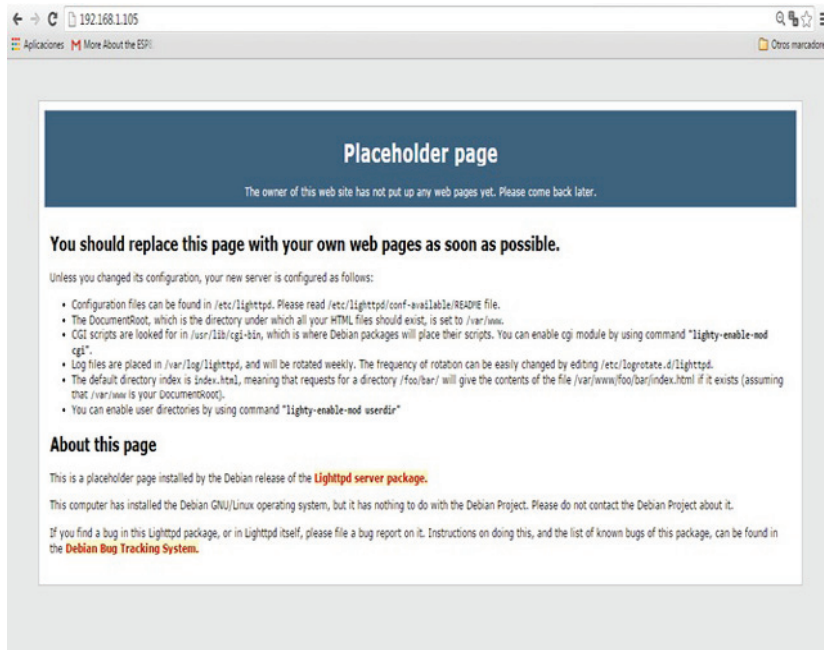 192.168.1.105
Aplicaciones More About the ESP8
Otros marcadore
Placeholder page
The owner of this web site has not put up any web pages yet. Please come back later.
You should replace this page with your own web pages as soon as possible.
Unless you changed its configuration, your new server is configured as follows:
• Configuration files can be found in /etc/lighttpd. Please read /etc/lighttpd/conf-available/README file.
• The DocumentRoot, which is the directory under which all your HTML files should exist, is set to /var/www.
• CGI scripts are looked for in /usr/lib/cgi-bin, which is where Debian packages will place their scripts. You can enable cgi module by using command "lighty-enable-mod
cgi".
• Log files are placed in /var/log/lighttpd, and will be rotated weekly. The frequency of rotation can be easily changed by editing /etc/logrotate.d/lighttpd.
• The default directory index is index.html, meaning that requests for a directory /foo/bar/ will give the contents of the file /var/www/foo/bar/index.html if it exists (assuming
that /var/www is your DocumentRoot).
• You can enable user directories by using command "lighty-enable-mod userdir"
About this page
This is a placeholder page installed by the Debian release of the Lighttpd server package.
This computer has installed the Debian GNU/Linux operating system, but it has nothing to do with the Debian Project. Please do not contact the Debian Project about it.
If you find a bug in this Lighttpd package, or in Lighttpd itself, please file a bug report on it. Instructions on doing this, and the list of known bugs of this package, can be found in
the Debian Bug Tracking System.